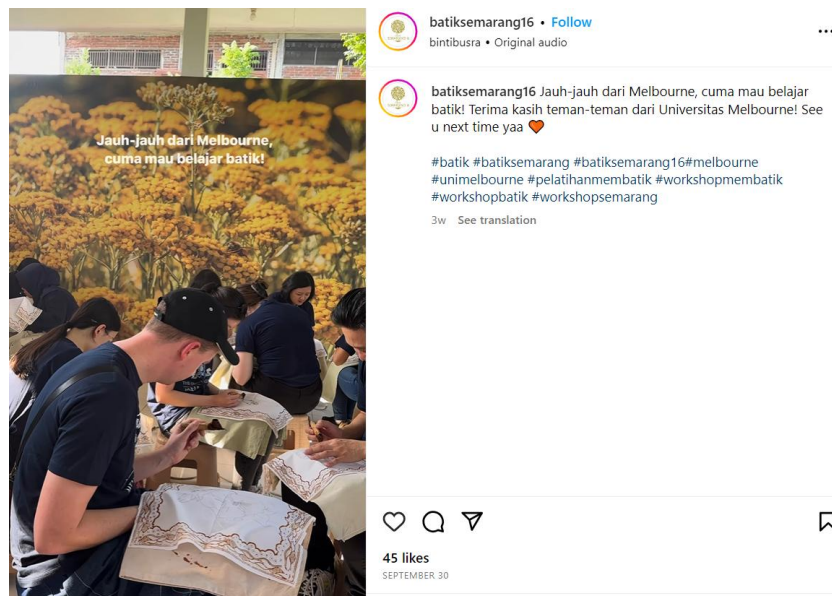 Jauh-jauh dari Melbourne,
cuma mau belajar batik!
batiksemarang16 • Follow
bintibusra • Original audio
batiksemarang16 Jauh-jauh dari Melbourne, cuma mau belajar
batik! Terima kasih teman-teman dari Universitas Melbourne! See
u next time yaa 🧡
#batik #batiksemarang #batiksemarang16#melbourne
#unimelbourne #pelatihanmembatik #workshopmembatik
#workshopbatik #workshopsemarang
3w See translation
45 likes
SEPTEMBER 30